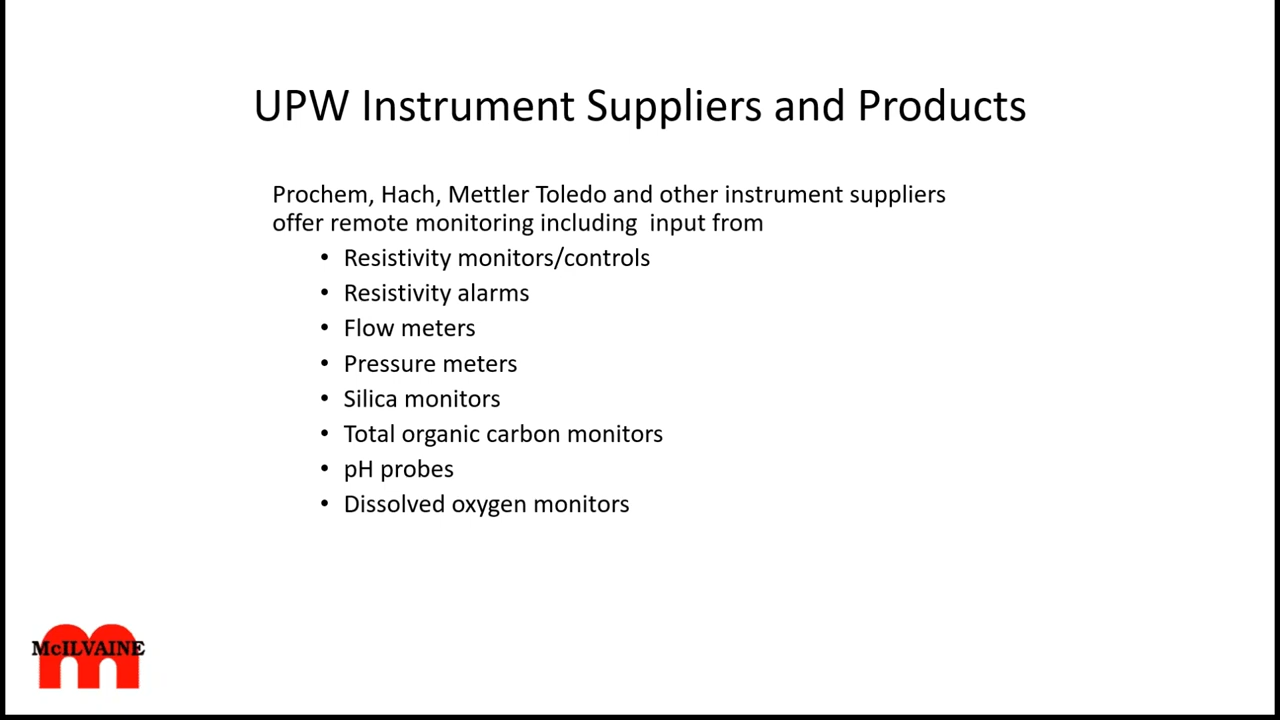 UPW Instrument Suppliers and Products
Prochem, Hach, Mettler Toledo and other instrument suppliers
offer remote monitoring including  input from
• Resistivity monitors/controls
• Resistivity alarms
• Flow meters
• Pressure meters
• Silica monitors
• Total organic carbon monitors
• pH probes
• Dissolved oxygen monitors
McILVAINE